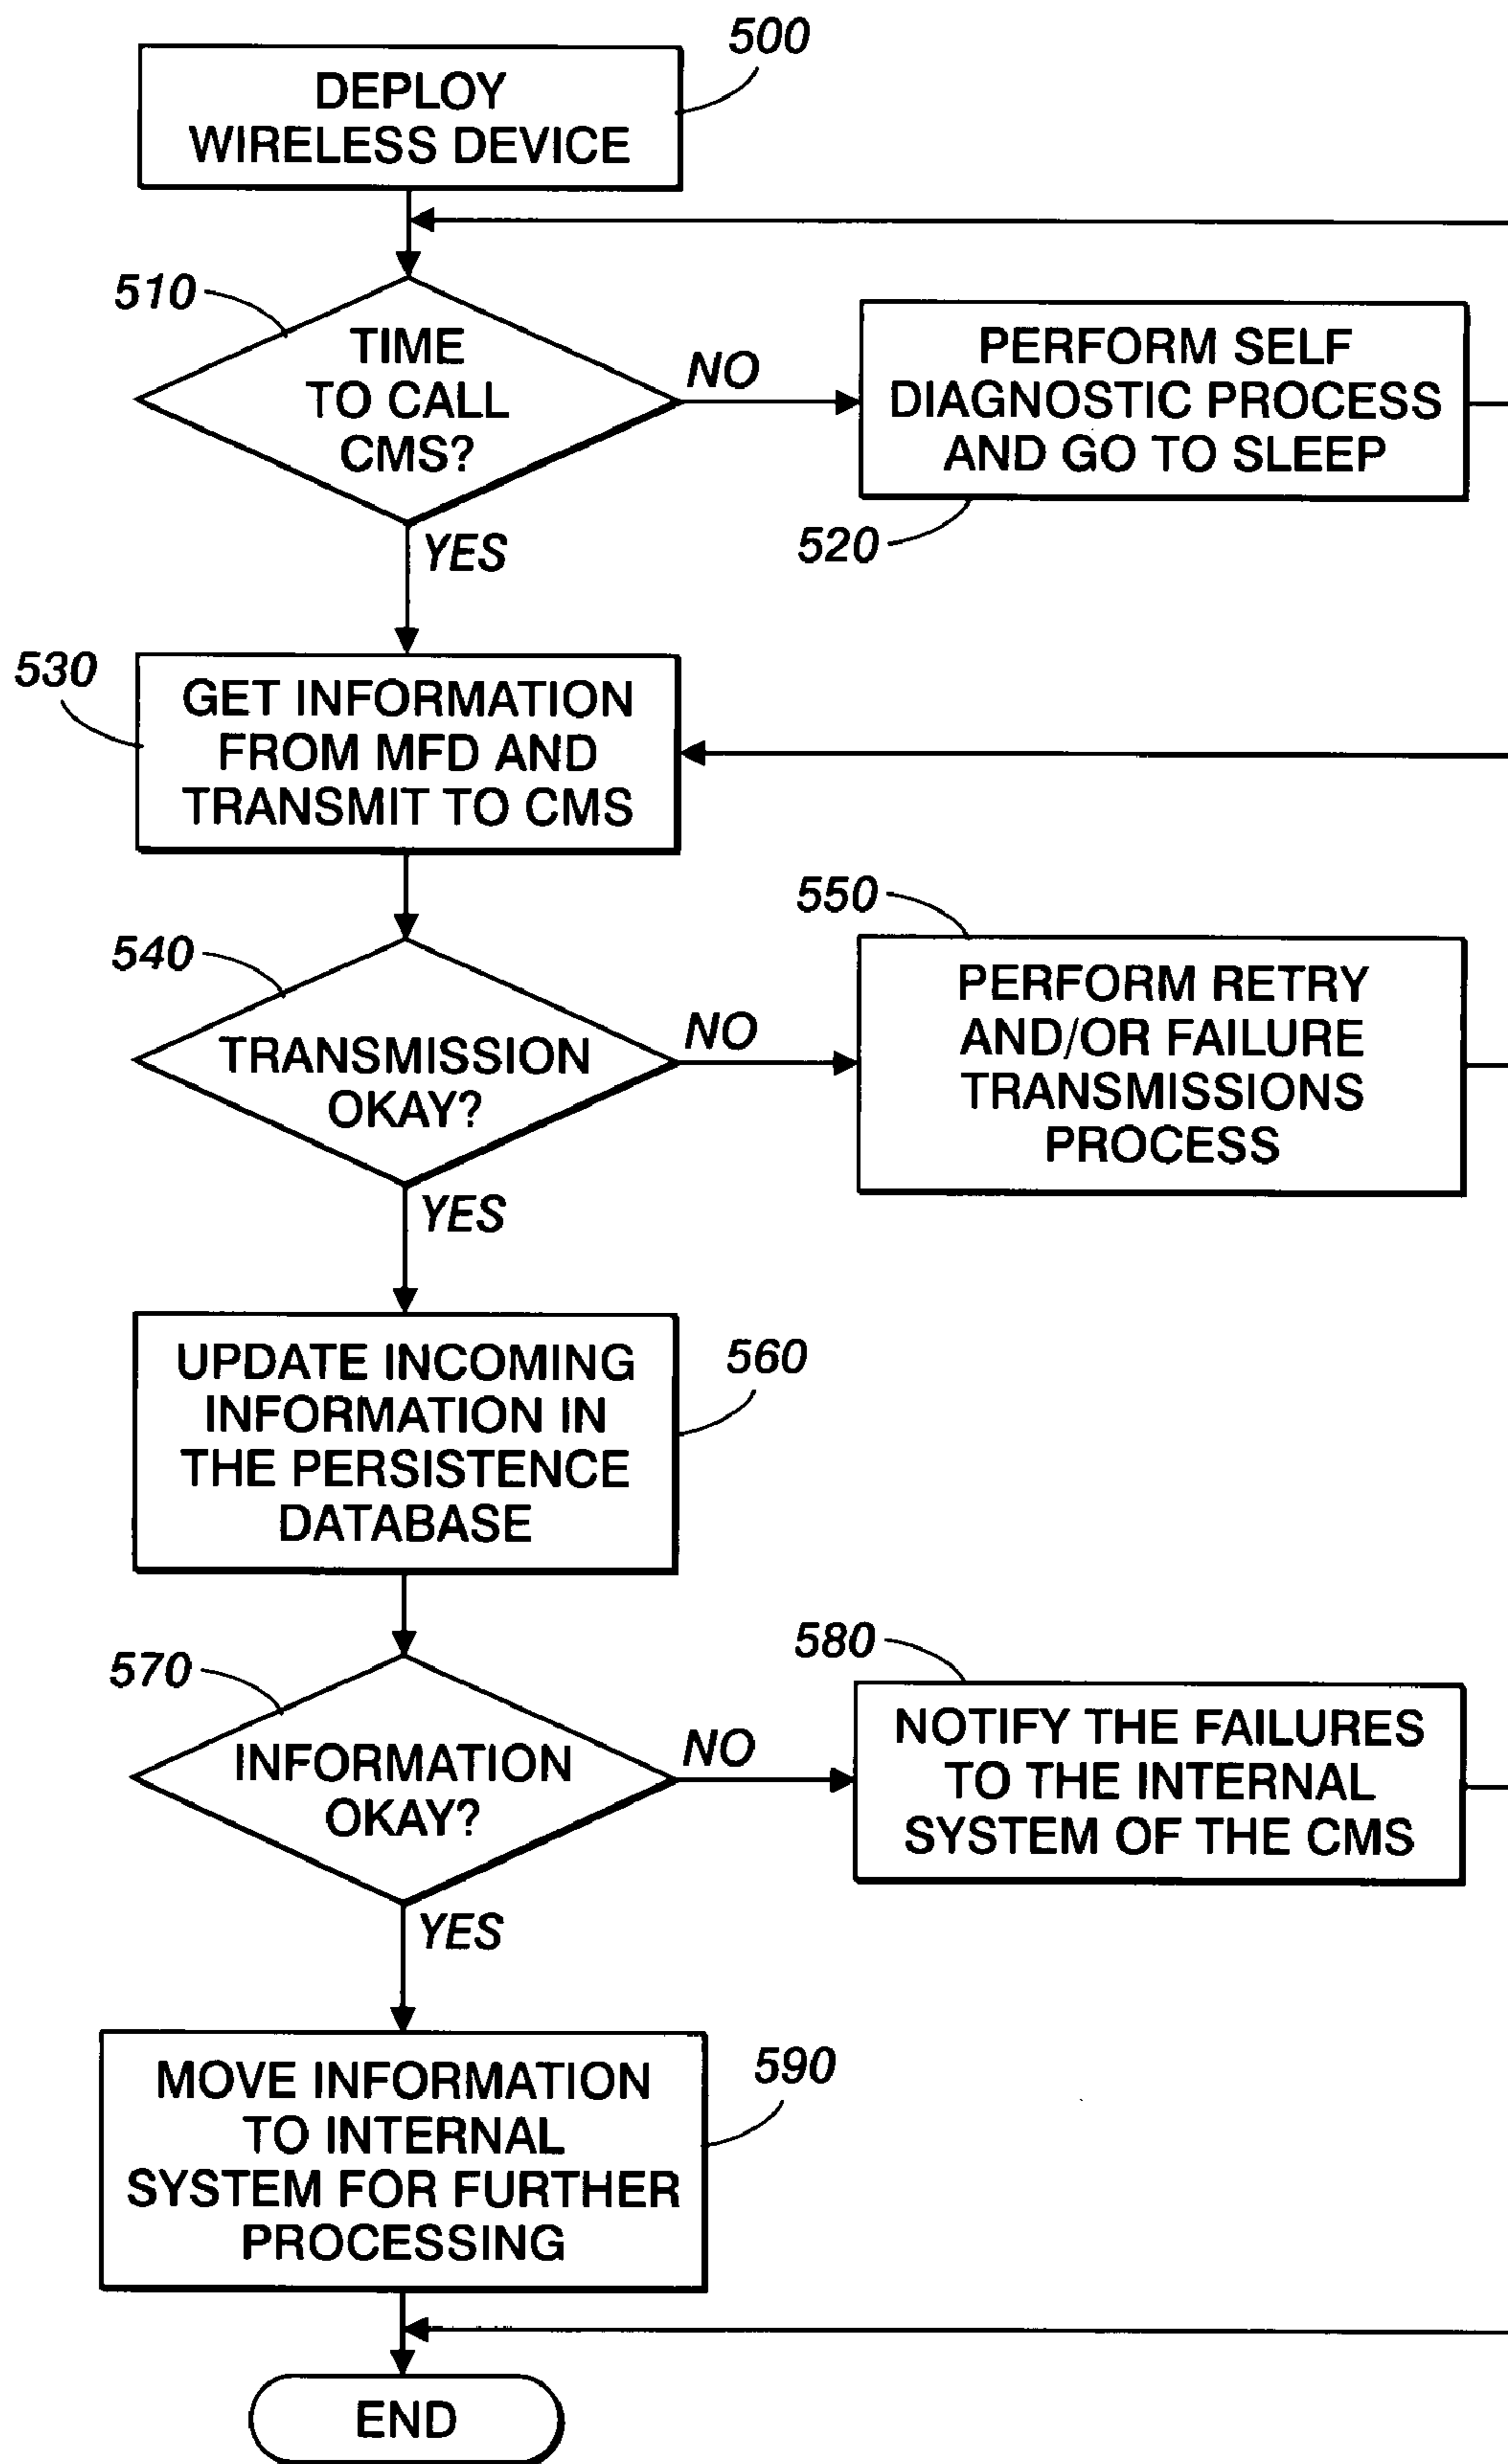 500
DEPLOY
WIRELESS DEVICE
510
TIME
TO CALL
CMS?
NO
PERFORM SELF
DIAGNOSTIC PROCESS
AND GO TO SLEEP
520
YES
530
GET INFORMATION
FROM MFD AND
TRANSMIT TO CMS
540
TRANSMISSION
OKAY?
NO
550
PERFORM RETRY
AND/OR FAILURE
TRANSMISSIONS
PROCESS
YES
560
UPDATE INCOMING
INFORMATION IN
THE PERSISTENCE
DATABASE
570
INFORMATION
OKAY?
NO
580
NOTIFY THE FAILURES
TO THE INTERNAL
SYSTEM OF THE CMS
YES
590
MOVE INFORMATION
TO INTERNAL
SYSTEM FOR FURTHER
PROCESSING
END